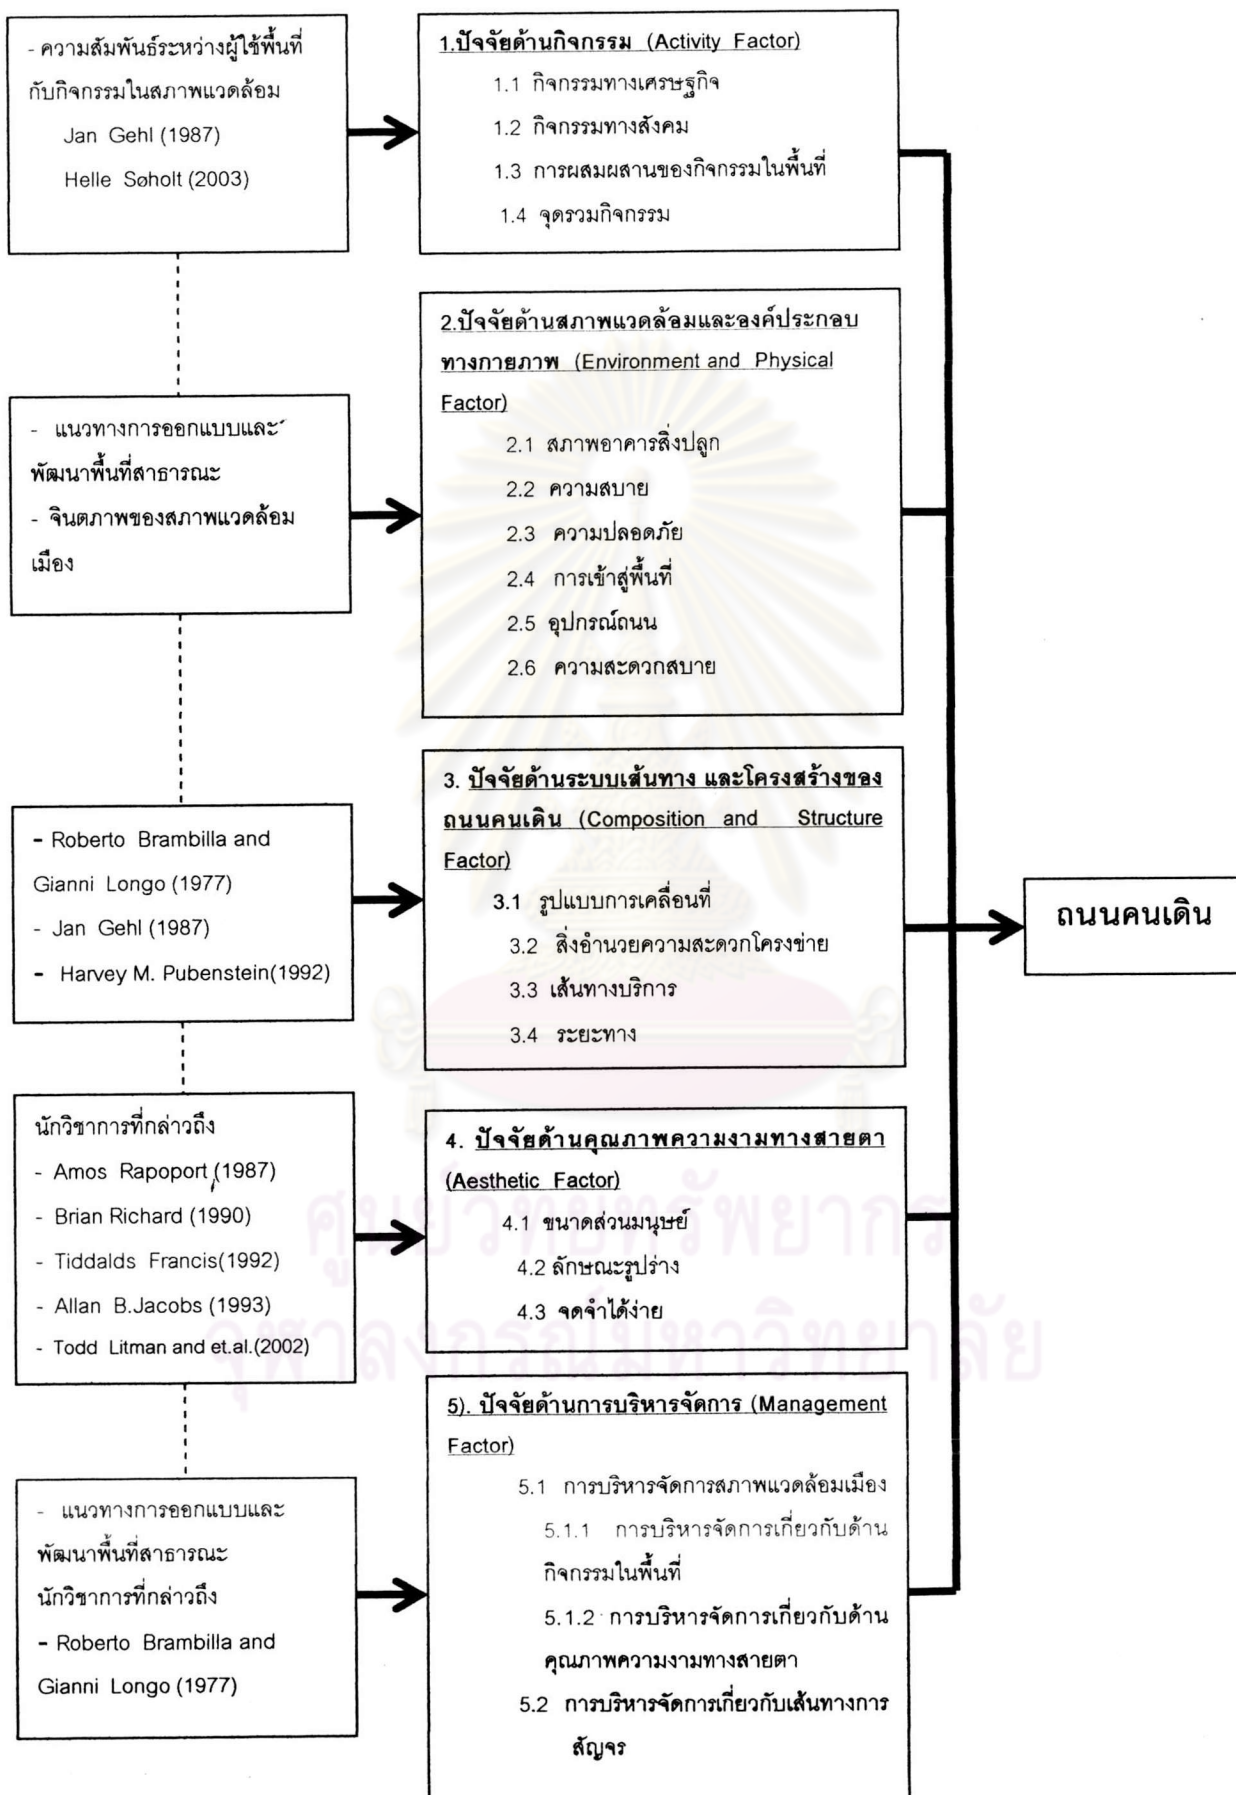 - ความสัมพันธ์ระหว่างผู้ใช้พื้นที่
กับกิจกรรมในสภาพแวดล้อม
Jan Gehl (1987)
Helle Søholt (2003)
1.ปัจจัยด้านกิจกรรม (Activity Factor)
1.1 กิจกรรมทางเศรษฐกิจ
1.2 กิจกรรมทางสังคม
1.3 การผสมผสานของกิจกรรมในพื้นที่
1.4 จุดรวมกิจกรรม
- แนวทางการออกแบบและ
พัฒนาพื้นที่สาธารณะ
- จินตภาพของสภาพแวดล้อม
เมือง
2.ปัจจัยด้านสภาพแวดล้อมและองค์ประกอบ
ทางกายภาพ (Environment and Physical
Factor)
2.1 สภาพอาคารสิ่งปลูก
2.2 ความสบาย
2.3 ความปลอดภัย
2.4 การเข้าสู่พื้นที่
2.5 อุปกรณ์ถนน
2.6 ความสะดวกสบาย
- Roberto Brambilla and
Gianni Longo (1977)
- Jan Gehl (1987)
- Harvey M. Pubenstein(1992)
3. ปัจจัยด้านระบบเส้นทาง และโครงสร้างของ
ถนนคนเดิน (Composition and Structure
Factor)
3.1 รูปแบบการเคลื่อนที่
3.2 สิ่งอำนวยความสะดวกโครงข่าย
3.3 เส้นทางบริการ
3.4 ระยะทาง
ถนนคนเดิน
นักวิชาการที่กล่าวถึง
- Amos Rapoport (1987)
- Brian Richard (1990)
- Tiddalds Francis(1992)
- Allan B.Jacobs (1993)
- Todd Litman and et.al.(2002)
4. ปัจจัยด้านคุณภาพความงามทางสายตา
(Aesthetic Factor)
4.1 ขนาดส่วนมนุษย์
4.2 ลักษณะรูปร่าง
4.3 จดจำได้ง่าย
ศูนย์วิทยทรัพยากร
จุฬาลงกรณ์มหาวิทยาลัย
- แนวทางการออกแบบและ
พัฒนาพื้นที่สาธารณะ
นักวิชาการที่กล่าวถึง
- Roberto Brambilla and
Gianni Longo (1977)
5). ปัจจัยด้านการบริหารจัดการ (Management
Factor)
5.1 การบริหารจัดการสภาพแวดล้อมเมือง
5.1.1 การบริหารจัดการเกี่ยวกับด้าน
กิจกรรมในพื้นที่
5.1.2 การบริหารจัดการเกี่ยวกับด้าน
คุณภาพความงามทางสายตา
5.2 การบริหารจัดการเกี่ยวกับเส้นทางการ
สัญจร